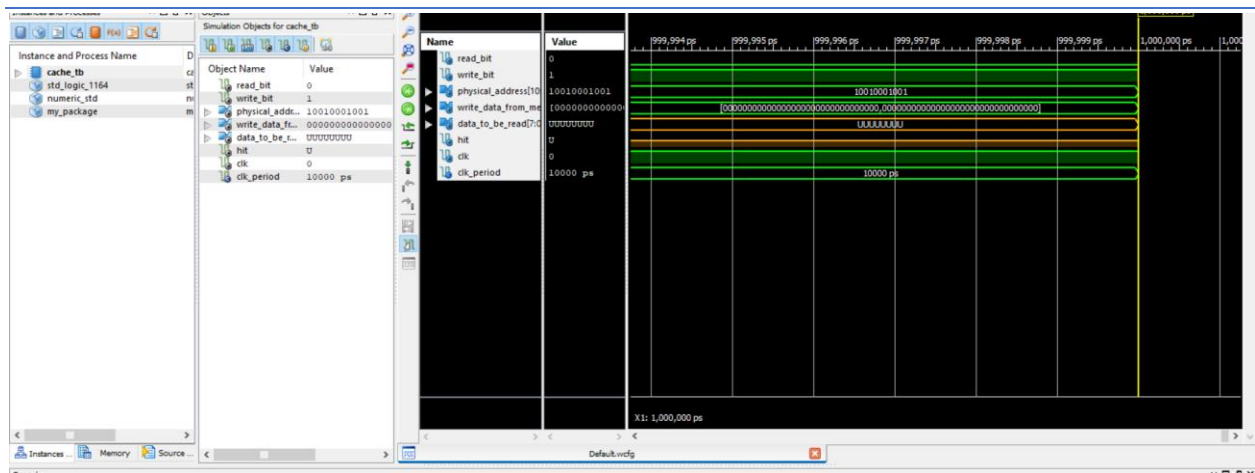 Simulation Objects for cache_tb
Instance and Process Name
cache_tb
std_logic_1164
numeric_std
my_package
Object Name Value
read_bit 0
write_bit 1
physical_addr... 10010001001
write_data_fr... 000000000000000
data_to_be_r... UUUUUUUU
hit U
clk 0
clk_period 10000 ps
Name Value
read_bit 0
write_bit 1
physical_address[10 10010001001
write_data_from_me
data_to_be_read[7:0 UUUUUUUU
hit U
clk 0
clk_period 10000 ps
999,994 ps 999,995 ps 999,996 ps 999,997 ps 999,998 ps 999,999 ps 1,000,000 ps
10010001001
UUUUUUUU
10000 ps
X1: 1,000,000 ps
Instances ... Memory Source ...
Default.wcfg